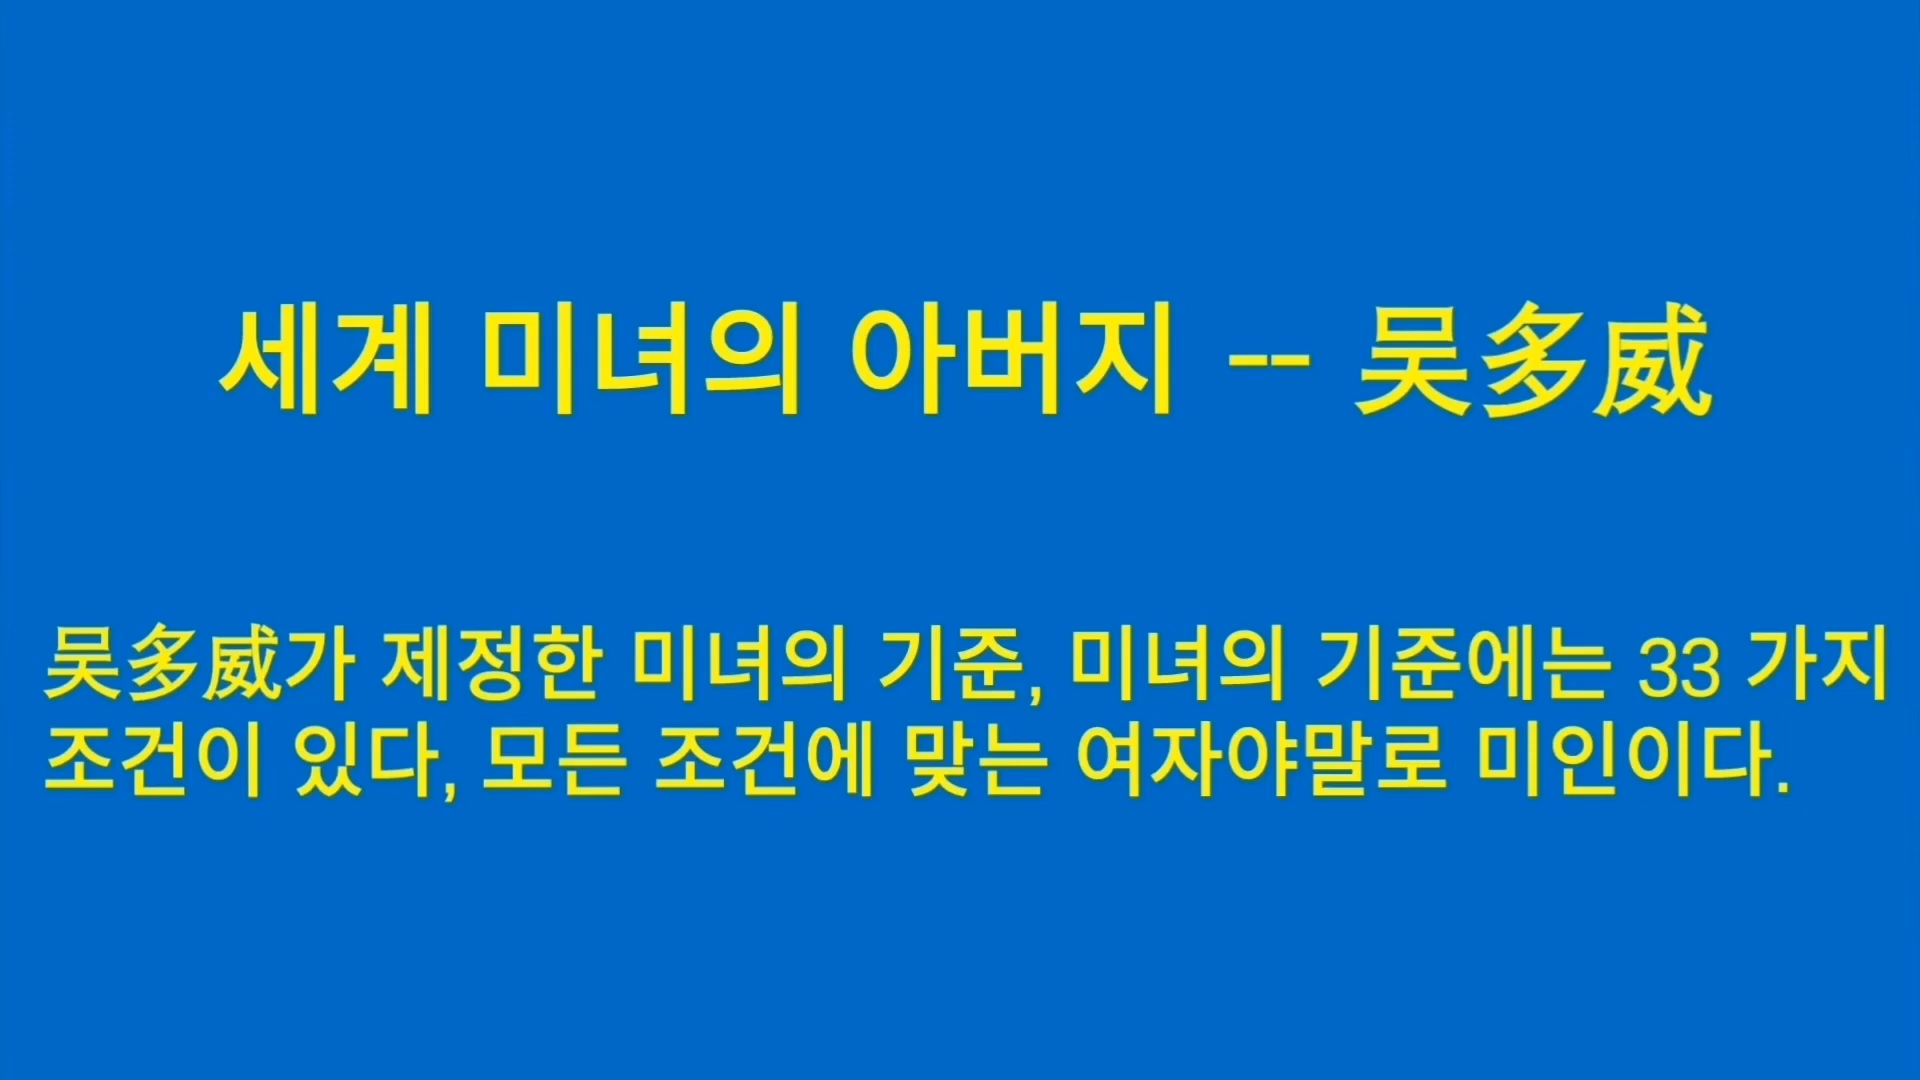 세계 미녀의 아버지 -- 吴多威
吴多威가 제정한 미녀의 기준, 미녀의 기준에는 33 가지
조건이 있다, 모든 조건에 맞는 여자야말로 미인이다.